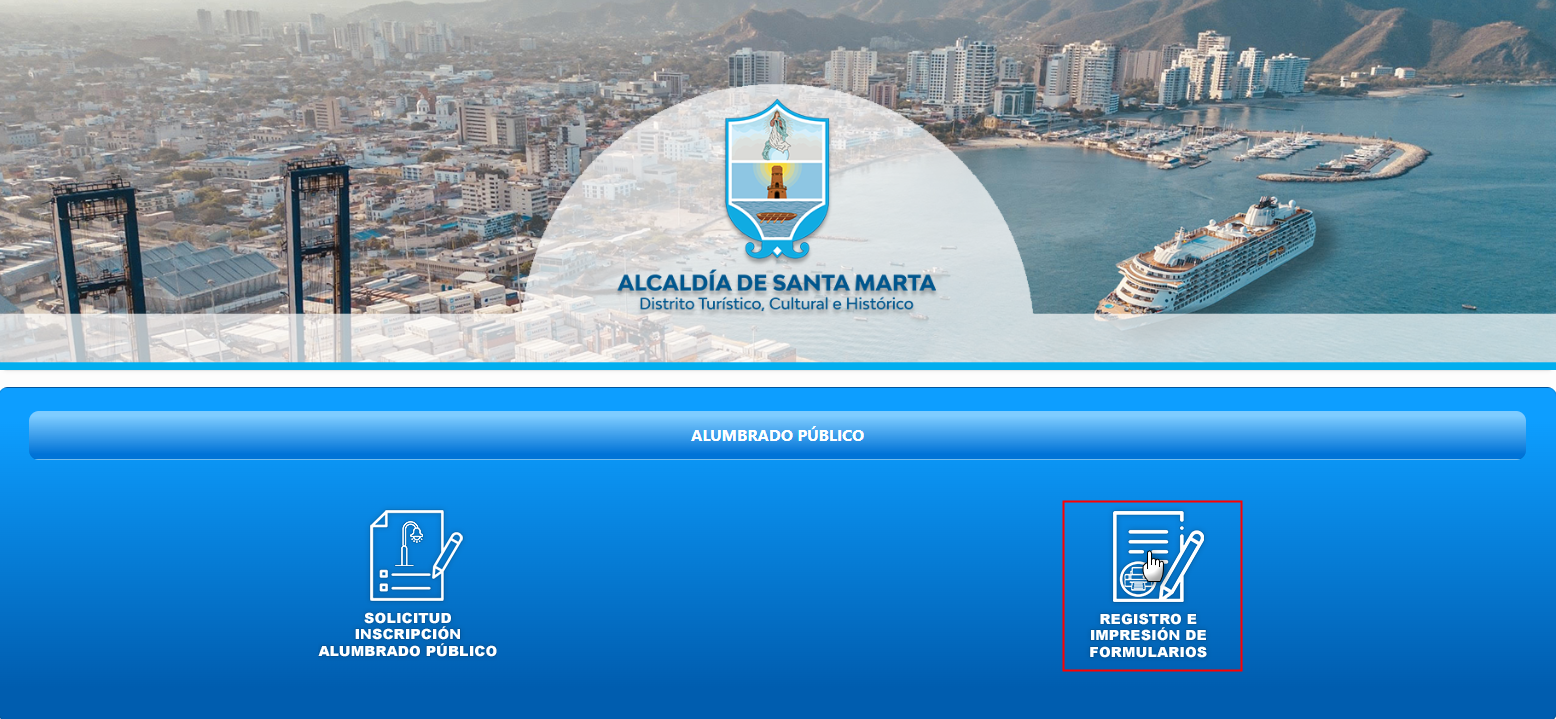 ALCALDÍA DE SANTA MARTA
Distrito Turístico, Cultural e Histórico
ALUMBRADO PÚBLICO
SOLICITUD
INSCRIPCIÓN
ALUMBRADO PÚBLICO
REGISTRO E
IMPRESIÓN DE
FORMULARIOS